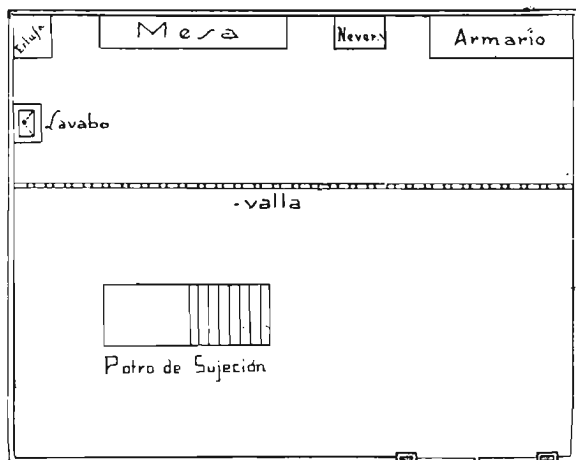 Estufa
Mesa
Nevera
Armario
Lavabo
-valla
Potro de Sujeción